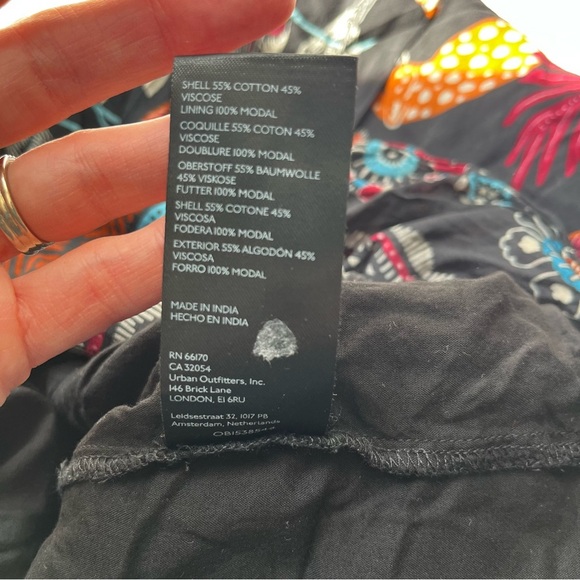 SHELL 55% COTTON 45%
VISCOSE
LINING 100% MODAL
COQUILLE 55% COTON 45%
VISCOSE
DOUBLURE 100% MODAL
OBERSTOFF 55% BAUMWOLLE
45% VISKOSE
FUTTER 100% MODAL
SHELL 55% COTONE 45%
VISCOSA
FODERA 100% MODAL
EXTERIOR 55% ALGODÓN 45%
VISCOSA
FORRO 100% MODAL
MADE IN INDIA
HECHO EN INDIA
RN 66170
CA 32054
Urban Outfitters, Inc.
146 Brick Lane
LONDON, E1 6RU
Leidsestraat 32, 1017 PB
Amsterdam, Netherlands